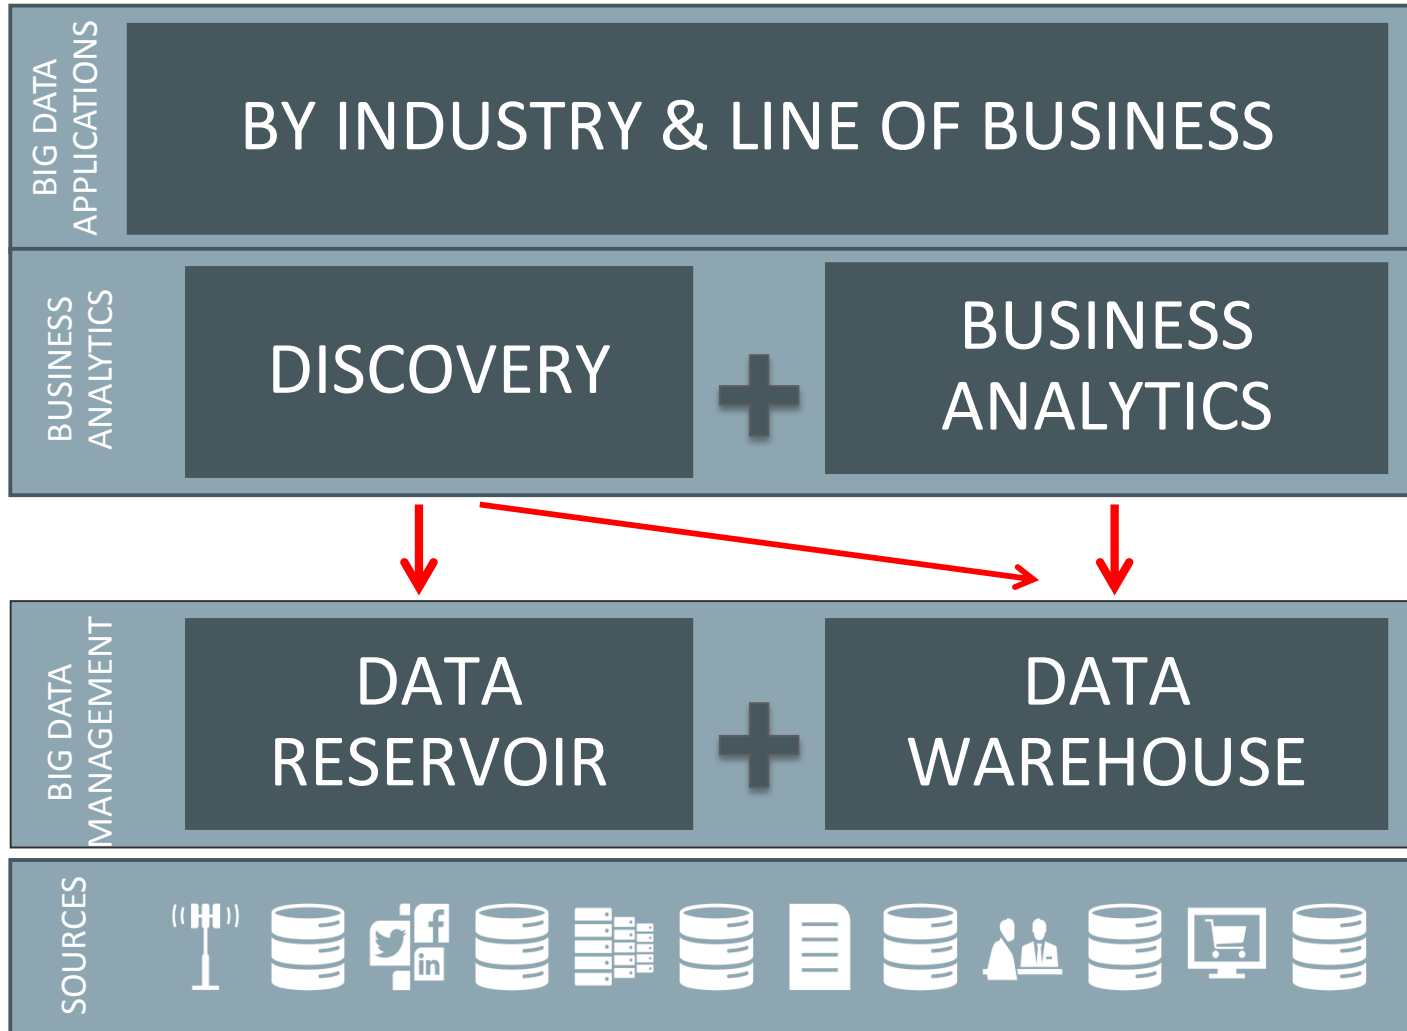 BIG DATA
APPLICATIONS
BY INDUSTRY & LINE OF BUSINESS
BUSINESS
ANALYTICS
DISCOVERY
BUSINESS
ANALYTICS
BIG DATA
MANAGEMENT
DATA
RESERVOIR
DATA
WAREHOUSE
SOURCES
f
in